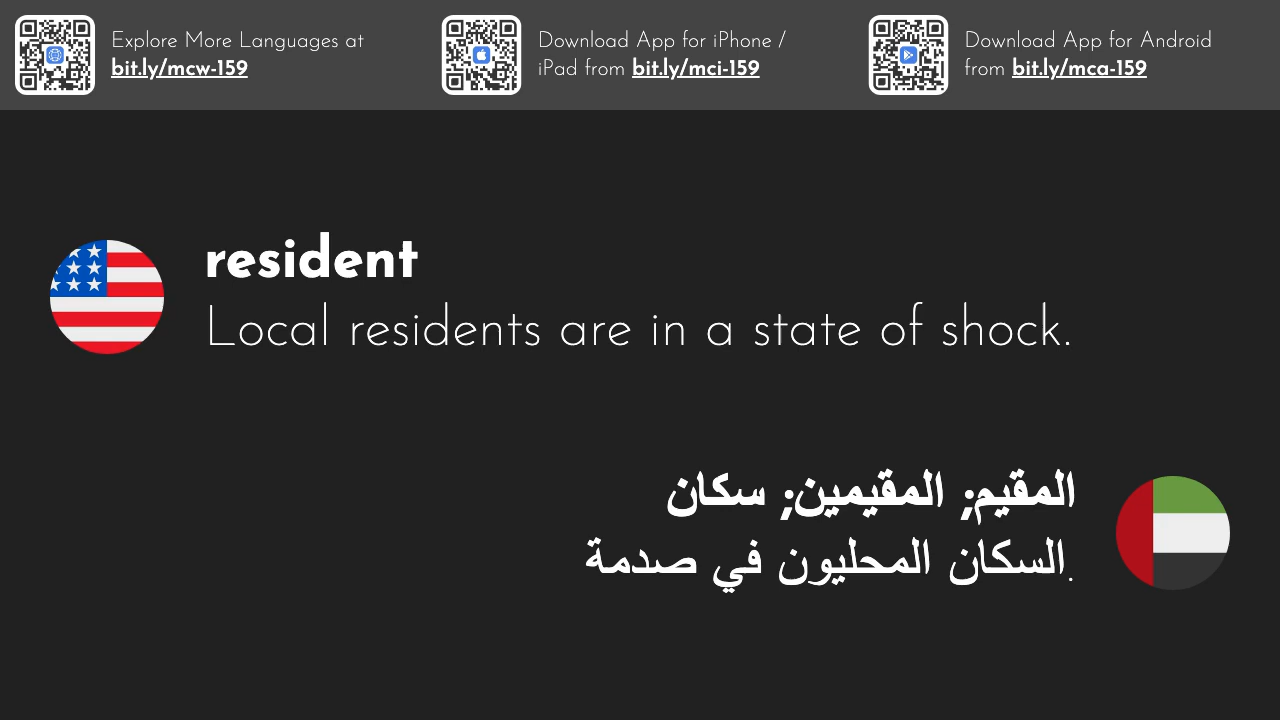 Explore More Languages at
bit.ly/mcw-159
Download App for iPhone /
iPad from bit.ly/mci-159
Download App for Android
from bit.ly/mca-159
resident
Local residents are in a state of shock.
المقيم; المقيمين; سكان
السكان المحليون في صدمة.